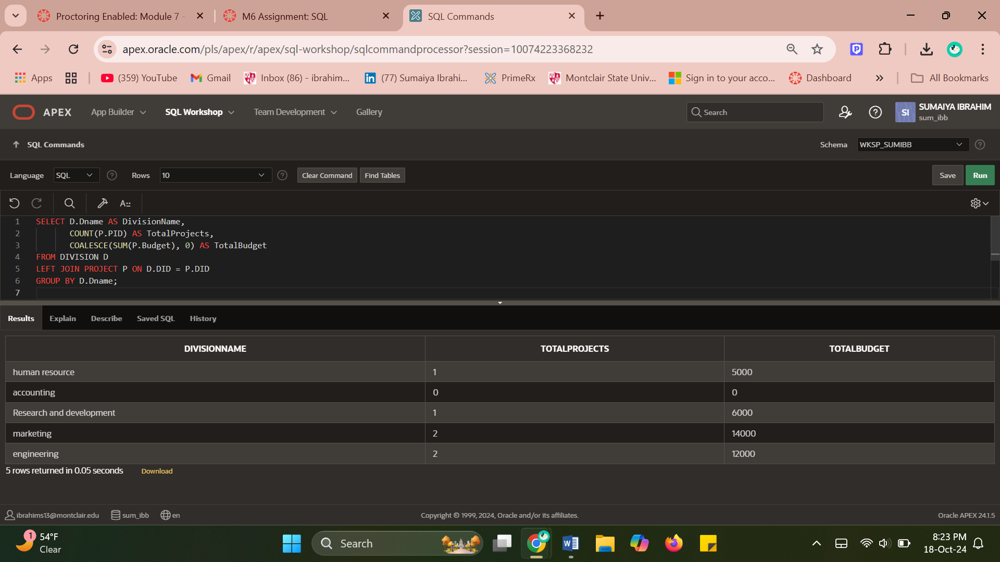 Proctoring Enabled: Module 7 -
M6 Assignment: SQL
SQL Commands
apex.oracle.com/pls/apex/r/apex/sql-workshop/sqlcommandprocessor?session=10074223368232
Apps
(359) YouTube
Gmail
Inbox (86) - ibrahim...
(77) Sumaiya Ibrahi...
PrimeRx
Montclair State Univ...
Sign in to your acco...
Dashboard
»
All Bookmarks
APEX
App Builder
SQL Workshop
Team Development
Gallery
Search
SI
SUMAIYA IBRAHIM
sum_ibb
SQL Commands
Schema
WKSP_SUMIBB
Language
SQL
Rows
10
Clear Command
Find Tables
Save
Run
A::
1 SELECT D.Dname AS DivisionName,
2 COUNT(P.PID) AS TotalProjects,
3 COALESCE(SUM(P.Budget), 0) AS TotalBudget
4 FROM DIVISION D
5 LEFT JOIN PROJECT P ON D.DID = P.DID
6 GROUP BY D.Dname;
7
Results Explain Describe Saved SQL History
DIVISIONNAME TOTALPROJECTS TOTALBUDGET
human resource 1 5000
accounting 0 0
Research and development 1 6000
marketing 2 14000
engineering 2 12000
5 rows returned in 0.05 seconds Download
ibrahims13@montclair.edu sum_ibb en
Copyright © 1999, 2024, Oracle and/or its affiliates.
Oracle APEX 24.1.5
1
54°F
Clear
Search
8:23 PM
18-Oct-24